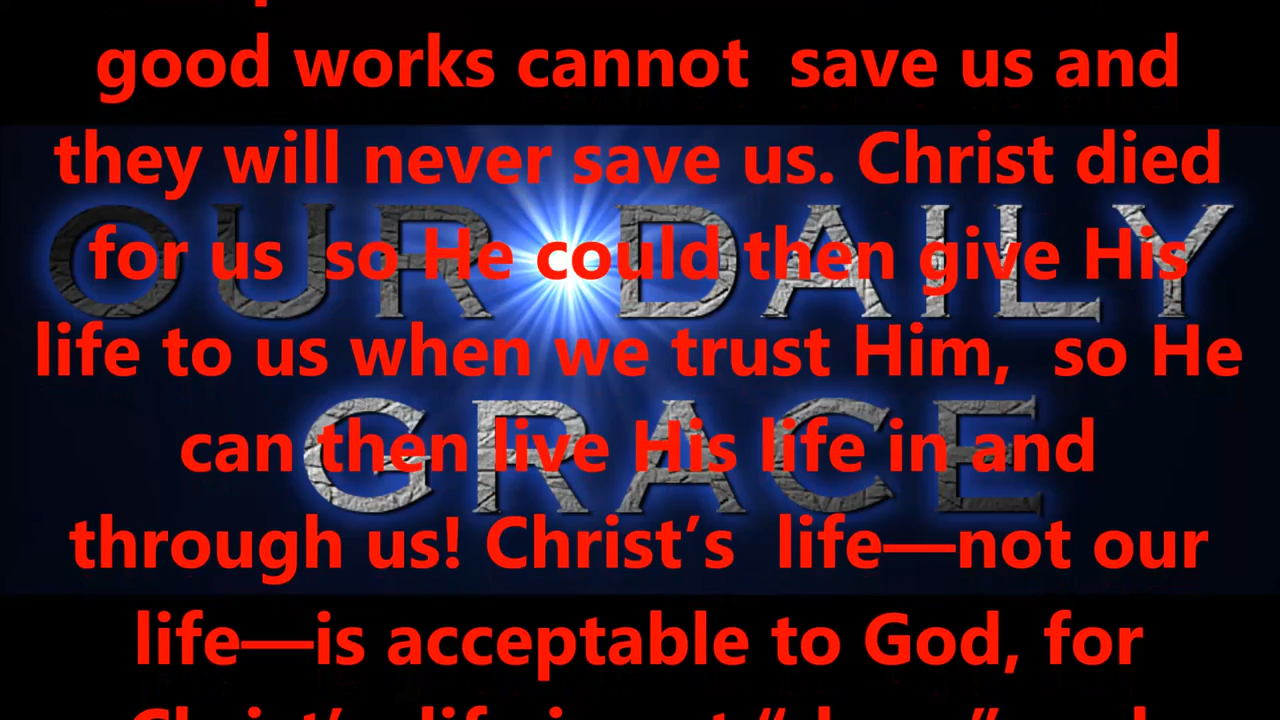 good works cannot save us and
they will never save us. Christ died
for us so He could then give His
life to us when we trust Him, so He
can then live His life in and
through us! Christ’s life—not our
life—is acceptable to God, for
OUR DAILY
GRACE